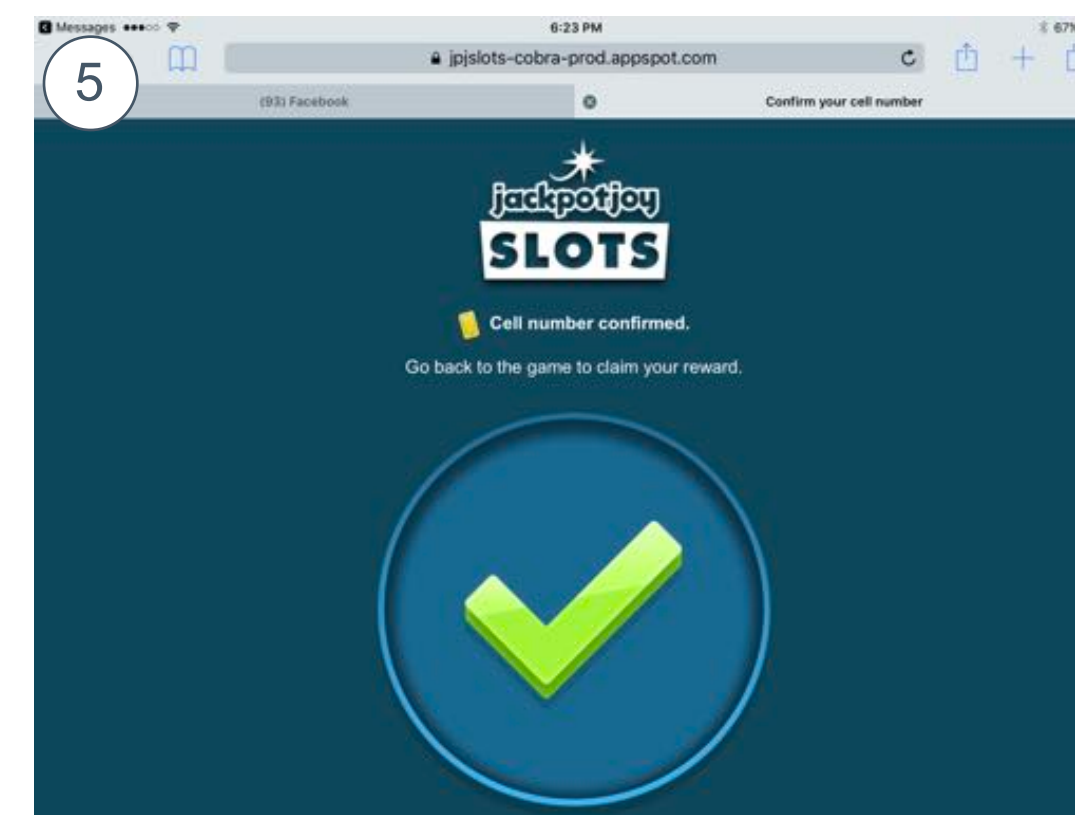 Messages 6:23 PM 67%
5
jpjslots-cobra-prod.appspot.com
(93) Facebook Confirm your cell number
jackpotjoy
SLOTS
Cell number confirmed.
Go back to the game to claim your reward.